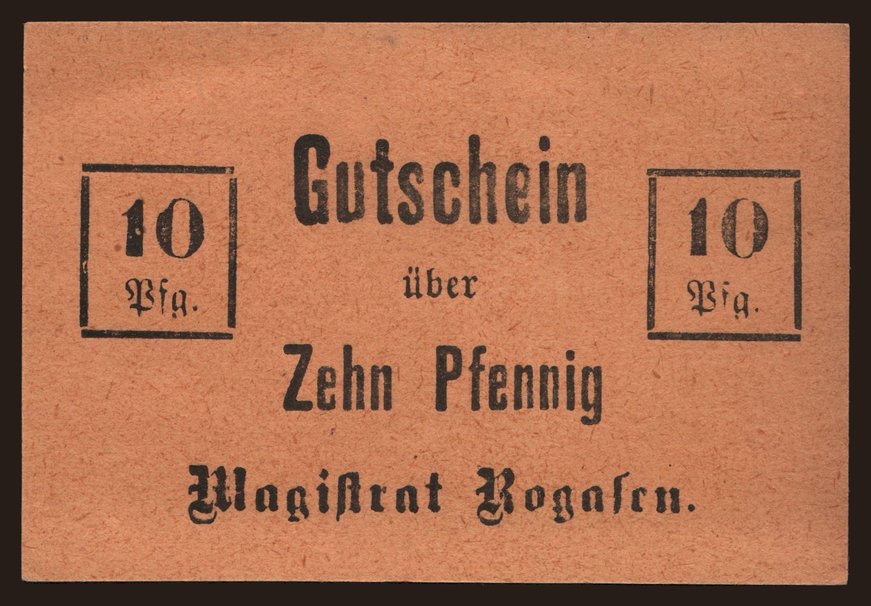 Gutschein
10 Pfg.
10 Pfg.
über
Zehn Pfennig
Magistrat Rogasen.